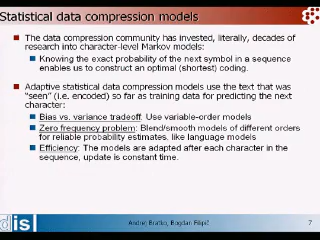 Statistical data compression models
The data compression community has invested, literally, decades of
research into character-level Markov models:
Knowing the exact probability of the next symbol in a sequence
enables us to construct an optimal (shortest) coding.
Adaptive statistical data compression models use the text that was
"seen" (i.e. encoded) so far as training data for predicting the next
character:
Bias vs. variance tradeoff: Use variable-order models
Zero frequency problem: Blend/smooth models of different orders
for reliable probability estimates, like language models
Efficiency: The models are adapted after each character in the
sequence, update is constant time.
dis
Andrej Bratko, Bogdan Filipič
7